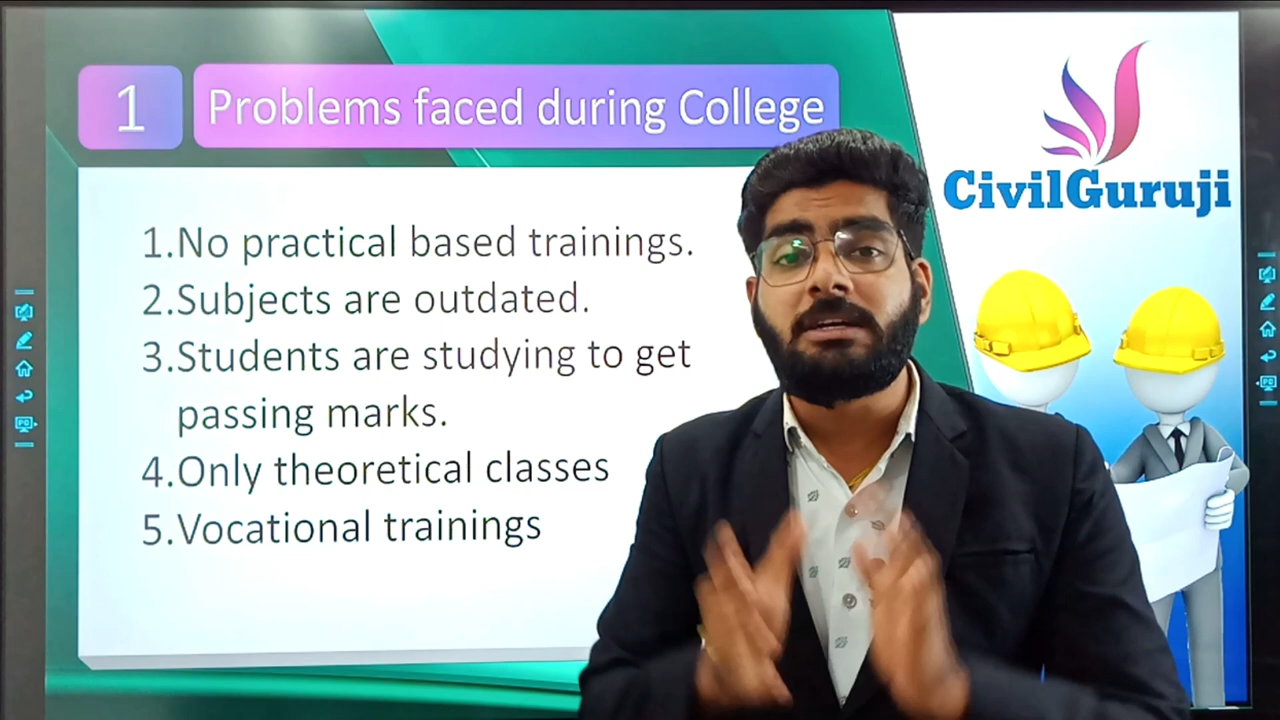 1
Problems faced during College
CivilGuruji
1.No practical based trainings.
2.Subjects are outdated.
3.Students are studying to get
passing marks.
4.Only theoretical classes
5.Vocational trainings